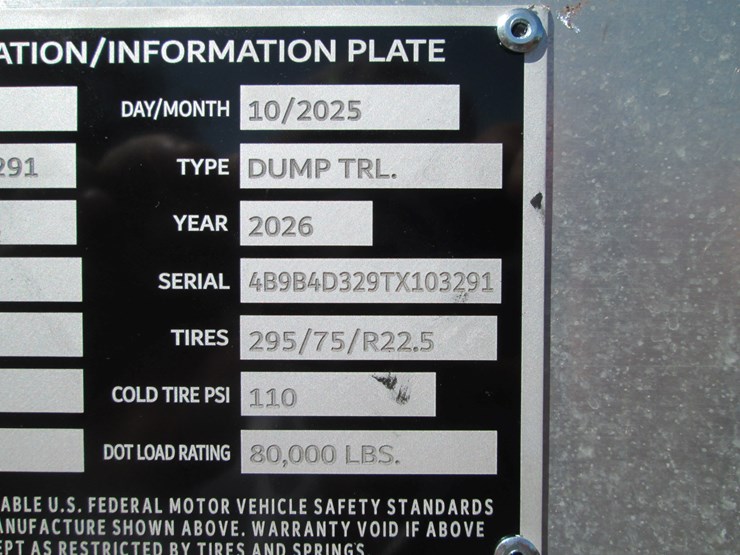 ATION/INFORMATION PLATE
DAY/MONTH 10/2025
291 TYPE DUMP TRL.
YEAR 2026
SERIAL 4B9B4D329TX103291
TIRES 295/75/R22.5
COLD TIRE PSI 110
DOT LOAD RATING 80,000 LBS.
ABLE U.S. FEDERAL MOTOR VEHICLE SAFETY STANDARDS
ANUFACTURE SHOWN ABOVE. WARRANTY VOID IF ABOVE
EPT AS RESTRICTED BY TIRES AND SPRING'S.